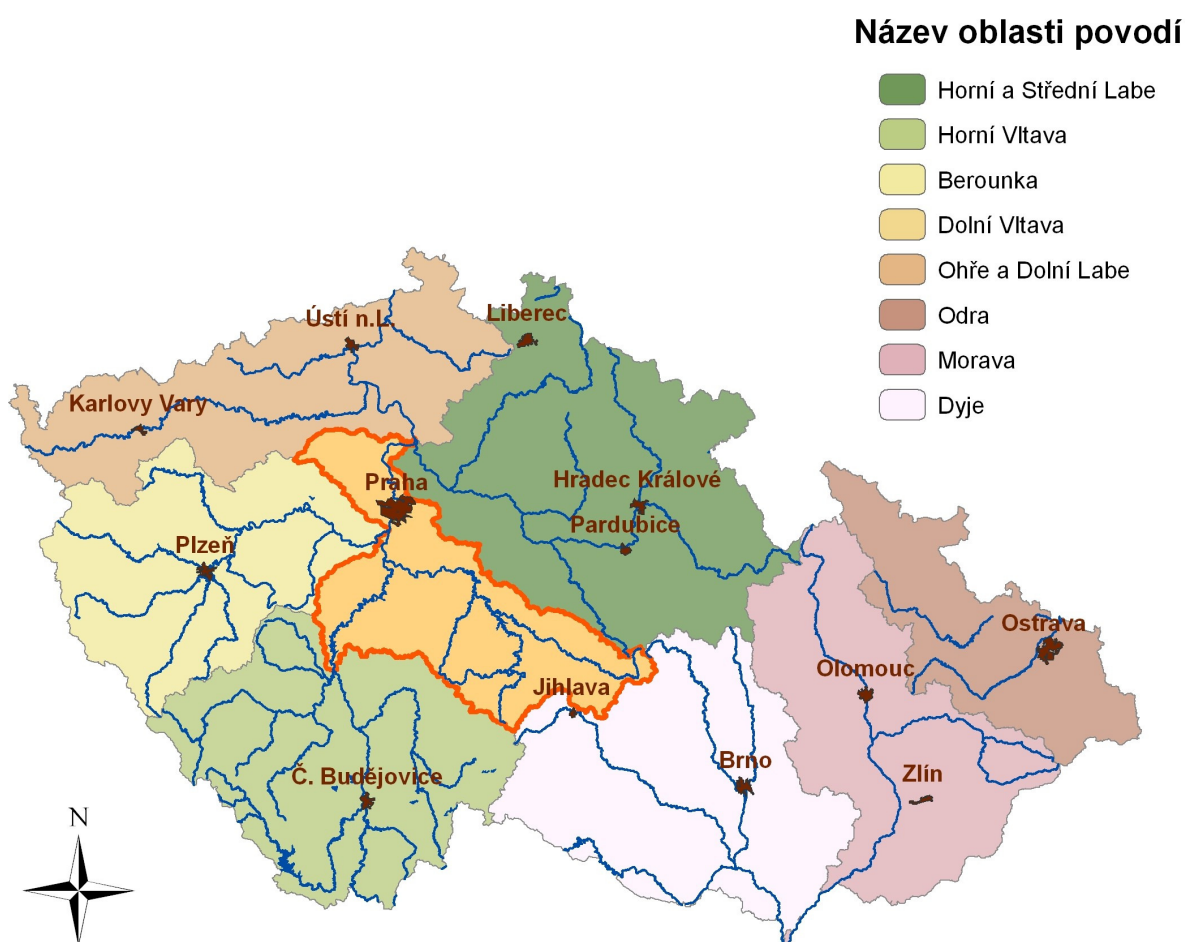 Název oblasti povodí
Horní a Střední Labe
Horní Vltava
Berounka
Dolní Vltava
Ohře a Dolní Labe
Odra
Morava
Dyje
Ústí n.L.
Liberec
Karlovy Vary
Praha
Hradec Králové
Pardubice
Plzeň
Ostrava
Olomouc
Jihlava
Brno
Zlín
Č. Budějovice
N